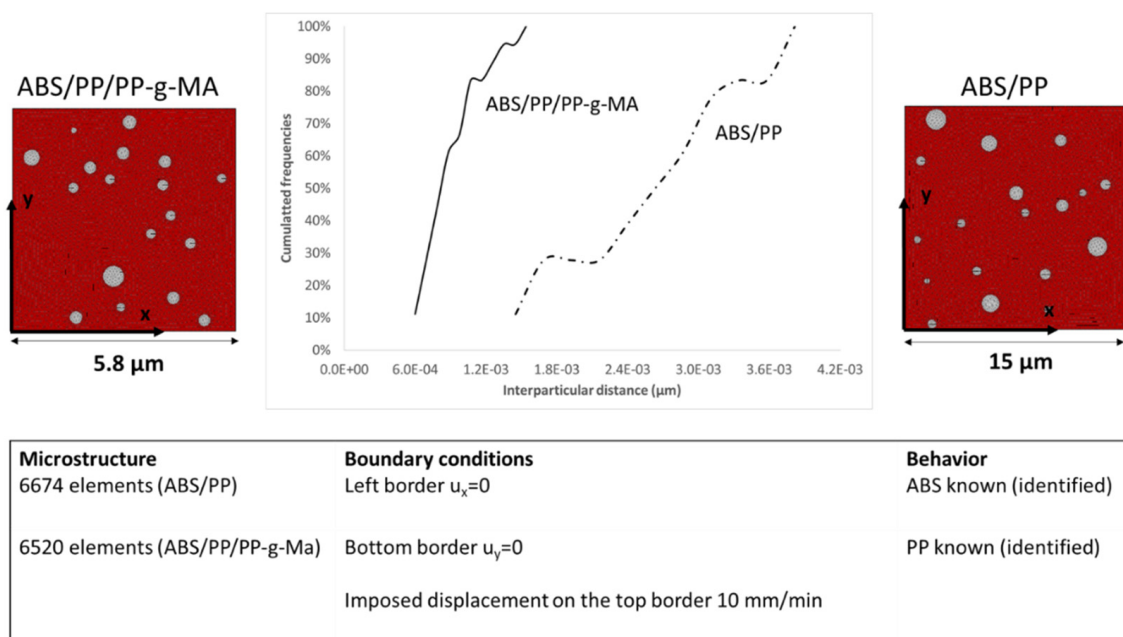 ABS/PP/PP-g-MA
y
x
5.8 µm
100%
90%
80%
70%
60%
50%
40%
30%
20%
10%
0%
Cumulatted frequencies
ABS/PP/PP-g-MA
ABS/PP
0.0E+00 6.0E-04 1.2E-03 1.8E-03 2.4E-03 3.0E-03 3.6E-03 4.2E-03
Interparticular distance (µm)
ABS/PP
y
x
15 µm
Microstructure Boundary conditions Behavior
6674 elements (ABS/PP) Left border uₓ=0 ABS known (identified)
6520 elements (ABS/PP/PP-g-Ma) Bottom border u_y=0 PP known (identified)
Imposed displacement on the top border 10 mm/min